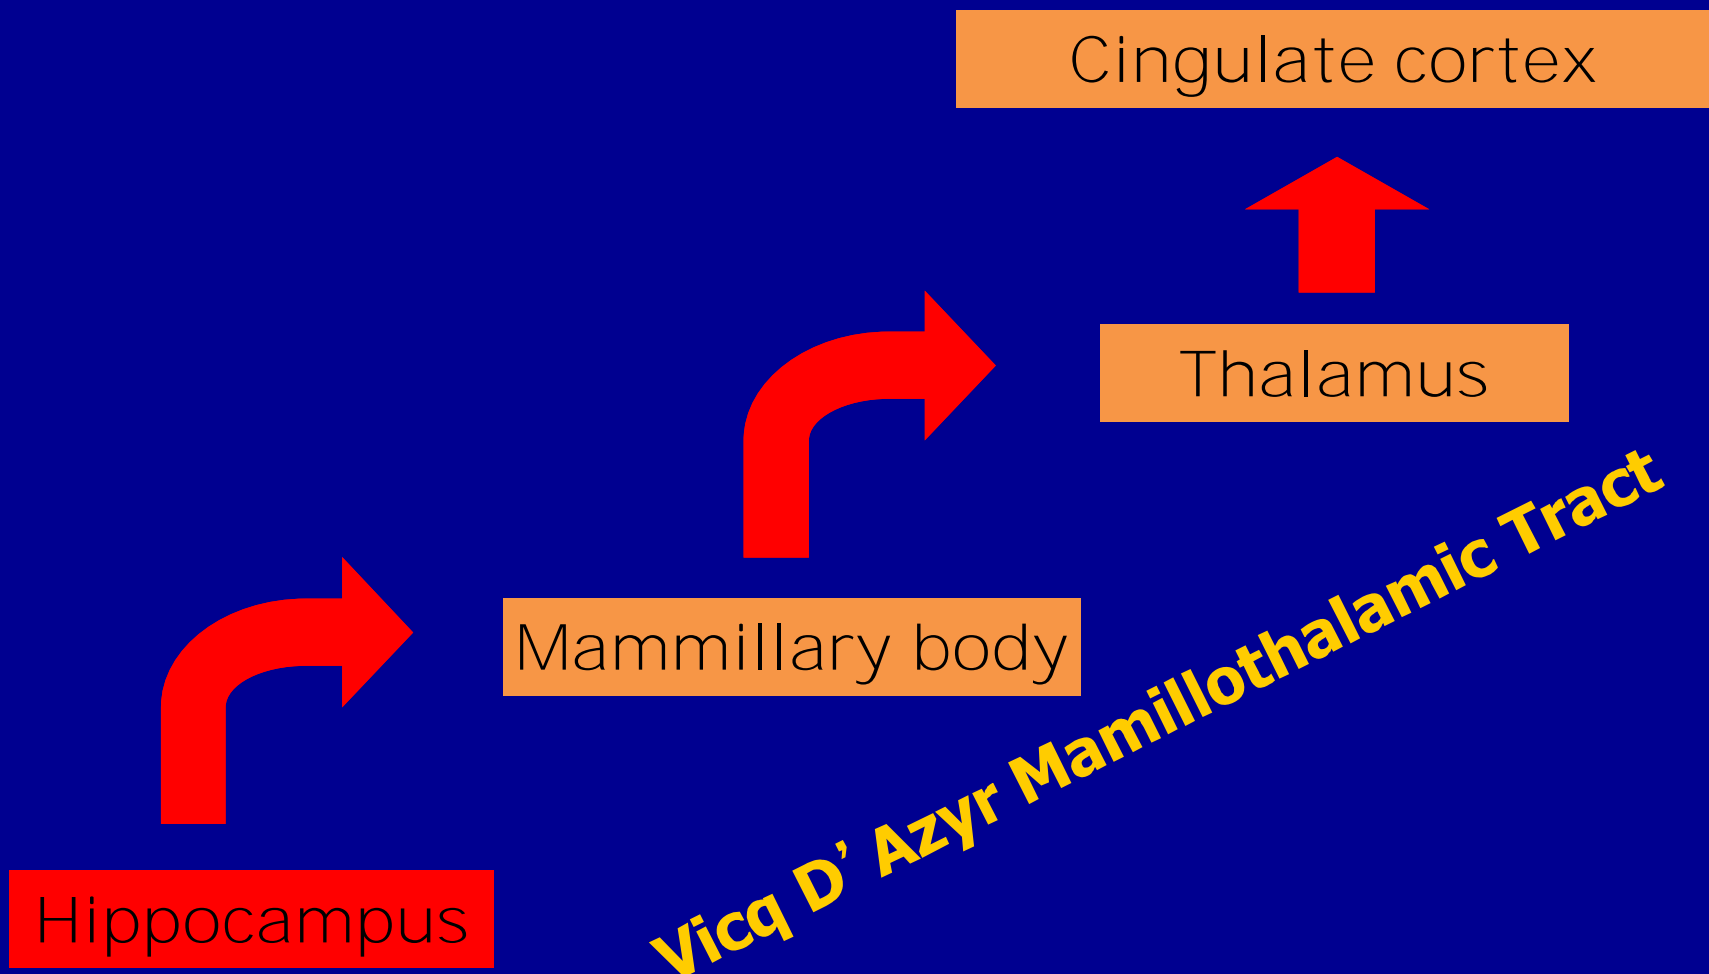 Cingulate cortex
Thalamus
Mammillary body
Vicq D’ Azyr Mamillothalamic Tract
Hippocampus